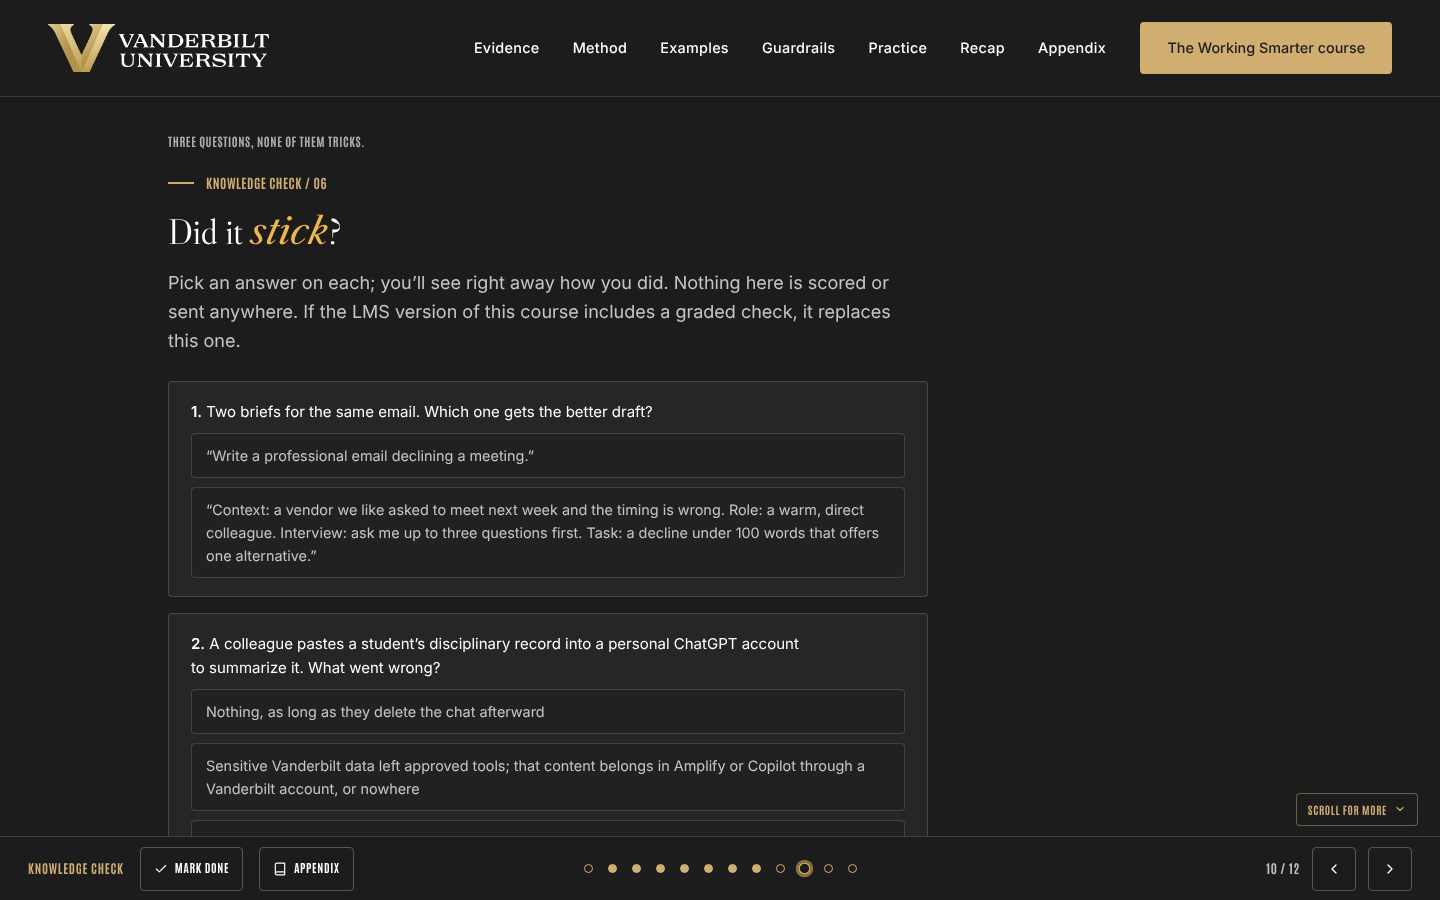 VANDERBILT
UNIVERSITY
Evidence
Method
Examples
Guardrails
Practice
Recap
Appendix
The Working Smarter course
THREE QUESTIONS, NONE OF THEM TRICKS.
KNOWLEDGE CHECK / 06
Did it stick?
Pick an answer on each; you’ll see right away how you did. Nothing here is scored or
sent anywhere. If the LMS version of this course includes a graded check, it replaces
this one.
1. Two briefs for the same email. Which one gets the better draft?
“Write a professional email declining a meeting.”
“Context: a vendor we like asked to meet next week and the timing is wrong. Role: a warm, direct
colleague. Interview: ask me up to three questions first. Task: a decline under 100 words that offers
one alternative.”
2. A colleague pastes a student’s disciplinary record into a personal ChatGPT account
to summarize it. What went wrong?
Nothing, as long as they delete the chat afterward
Sensitive Vanderbilt data left approved tools; that content belongs in Amplify or Copilot through a
Vanderbilt account, or nowhere
SCROLL FOR MORE
KNOWLEDGE CHECK
MARK DONE
APPENDIX
10 / 12